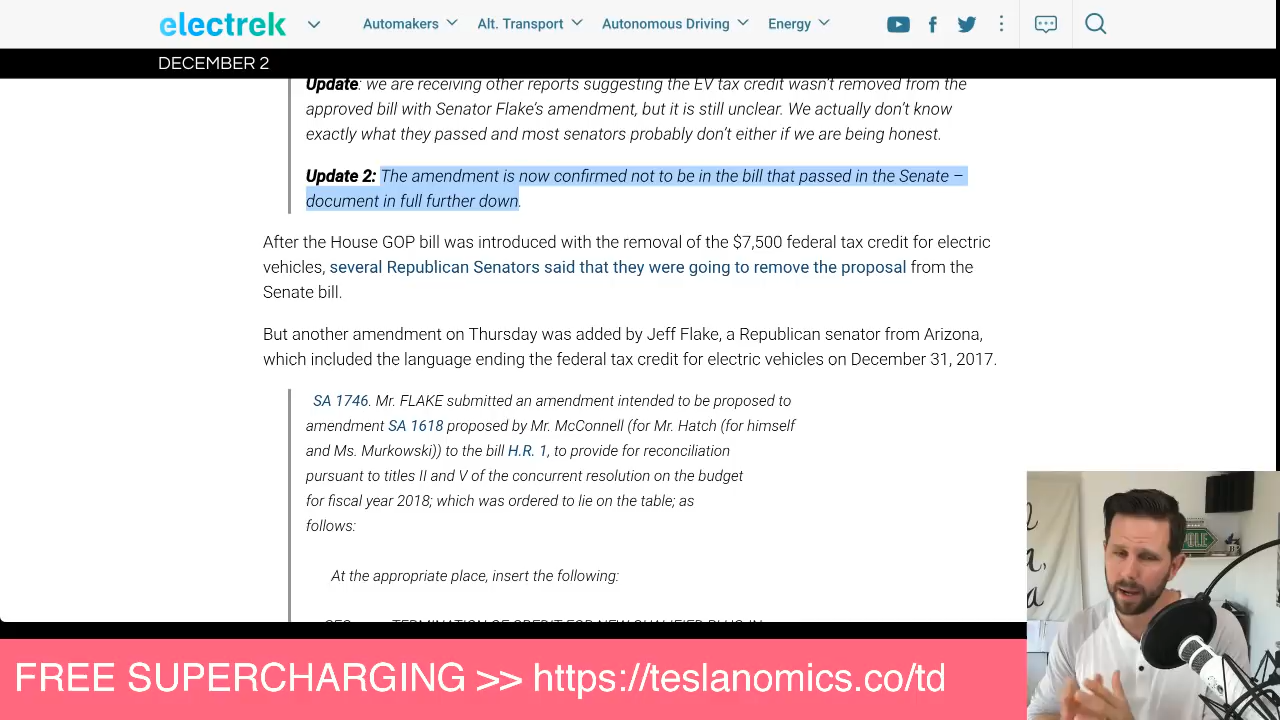 electrek
Automakers
Alt. Transport
Autonomous Driving
Energy
DECEMBER 2
Update: we are receiving other reports suggesting the EV tax credit wasn't removed from the
approved bill with Senator Flake's amendment, but it is still unclear. We actually don't know
exactly what they passed and most senators probably don't either if we are being honest.
Update 2: The amendment is now confirmed not to be in the bill that passed in the Senate –
document in full further down.
After the House GOP bill was introduced with the removal of the $7,500 federal tax credit for electric
vehicles, several Republican Senators said that they were going to remove the proposal from the
Senate bill.
But another amendment on Thursday was added by Jeff Flake, a Republican senator from Arizona,
which included the language ending the federal tax credit for electric vehicles on December 31, 2017.
SA 1746. Mr. FLAKE submitted an amendment intended to be proposed to
amendment SA 1618 proposed by Mr. McConnell (for Mr. Hatch (for himself
and Ms. Murkowski)) to the bill H.R. 1, to provide for reconciliation
pursuant to titles II and V of the concurrent resolution on the budget
for fiscal year 2018; which was ordered to lie on the table; as
follows:
At the appropriate place, insert the following:
TERMINATION OF CREDIT FOR NEW QUALIFIED PLUG-IN
FREE SUPERCHARGING >> https://teslanomics.co/td